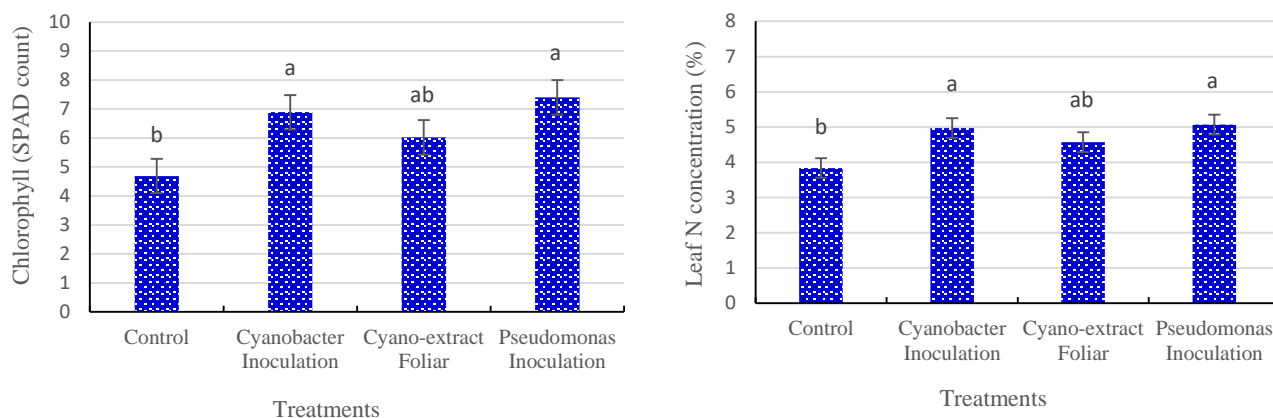 Chlorophyll (SPAD count)
10
9
8
7
6
5
4
3
2
1
0
b
a
ab
a
Control
Cyanobacter
Inoculation
Cyano-extract
Foliar
Pseudomonas
Inoculation
Treatments
Leaf N concentration (%)
8
7
6
5
4
3
2
1
0
b
a
ab
a
Control
Cyanobacter
Inoculation
Cyano-extract
Foliar
Pseudomonas
Inoculation
Treatments